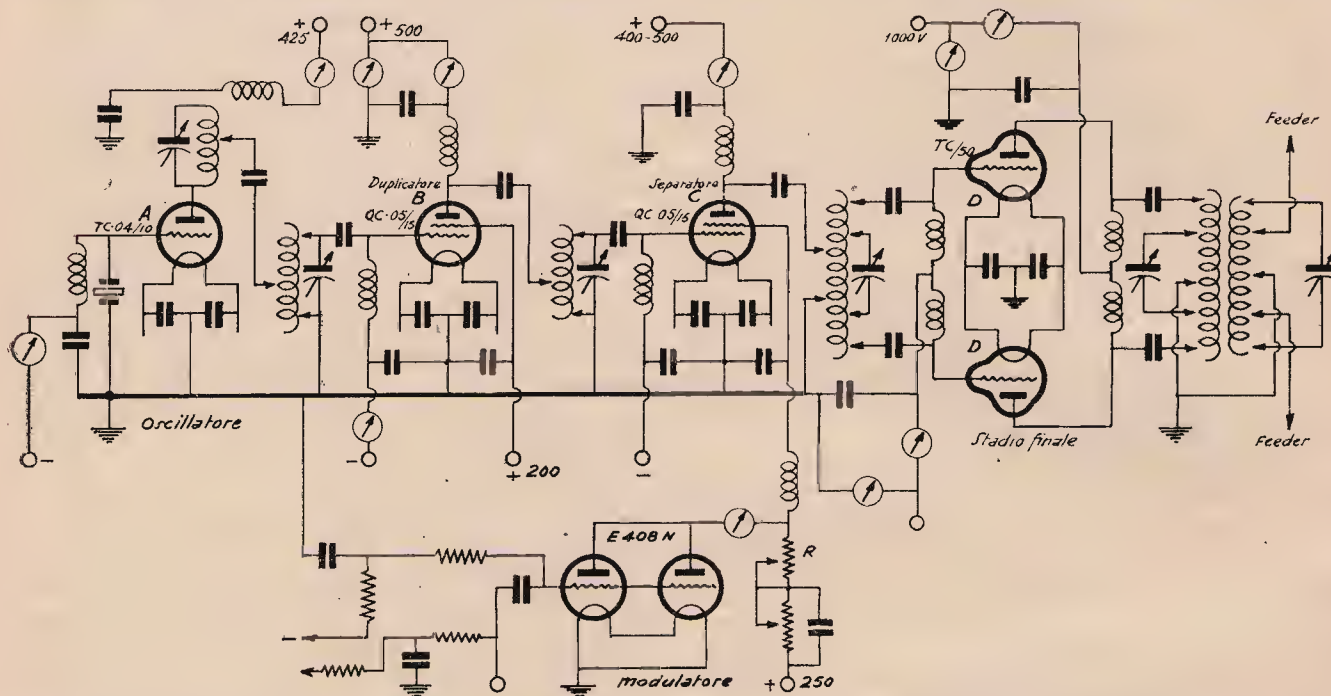 +
425
+
500
+
400-500
1000 V
A
TC·04/10
Duplicatore
B
QC·05/15
Separatore
C
QC·05/15
TC/50
D
D
Feeder
Feeder
Oscillatore
Stadio finale
-
-
+ 200
-
E 408 N
R
-
modulatore
+
250